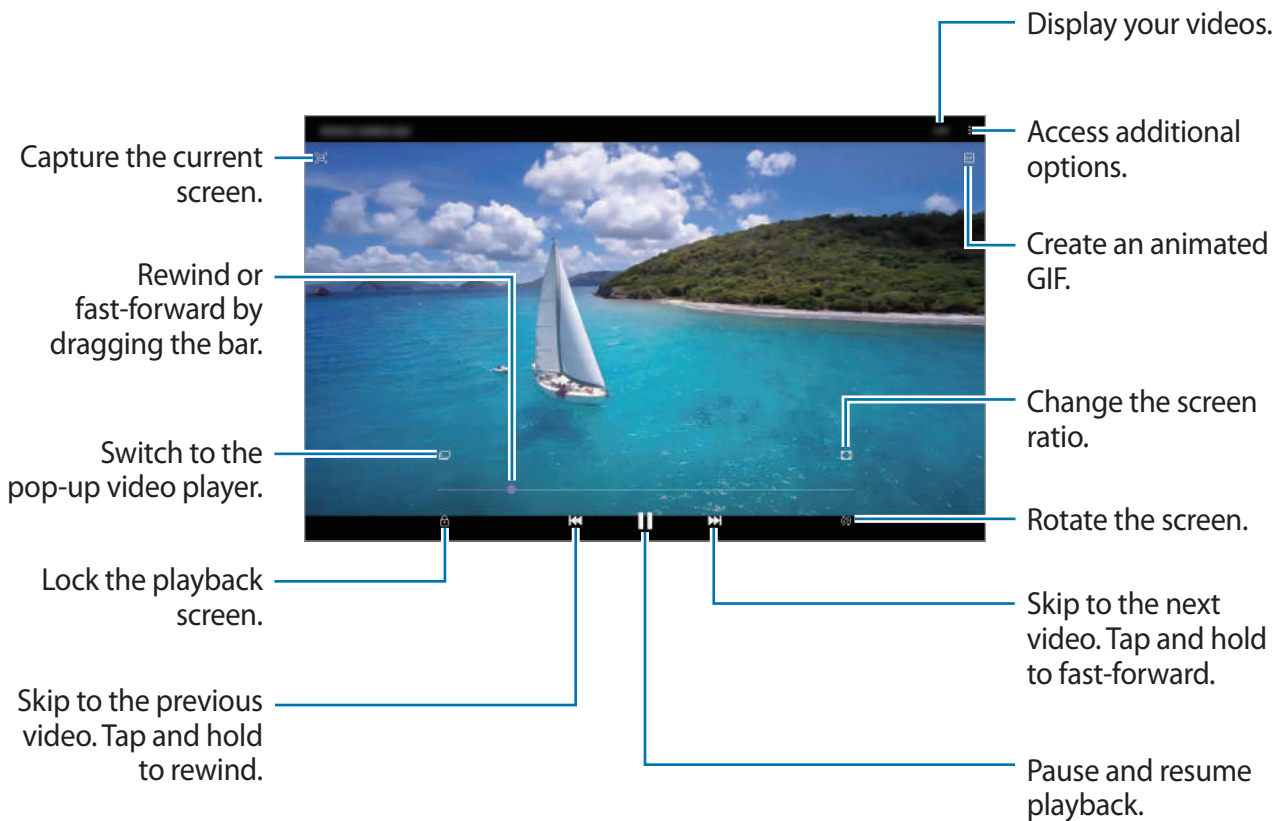 Display your videos.
Access additional
options.
Capture the current
screen.
Create an animated
GIF.
Rewind or
fast-forward by
dragging the bar.
Change the screen
ratio.
Switch to the
pop-up video player.
Rotate the screen.
Lock the playback
screen.
Skip to the next
video. Tap and hold
to fast-forward.
Skip to the previous
video. Tap and hold
to rewind.
Pause and resume
playback.